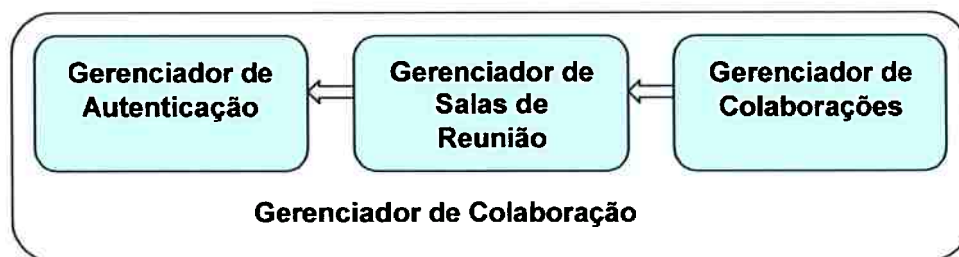 Gerenciador de
Autenticação
Gerenciador de
Salas de
Reunião
Gerenciador de
Colaborações
Gerenciador de Colaboração